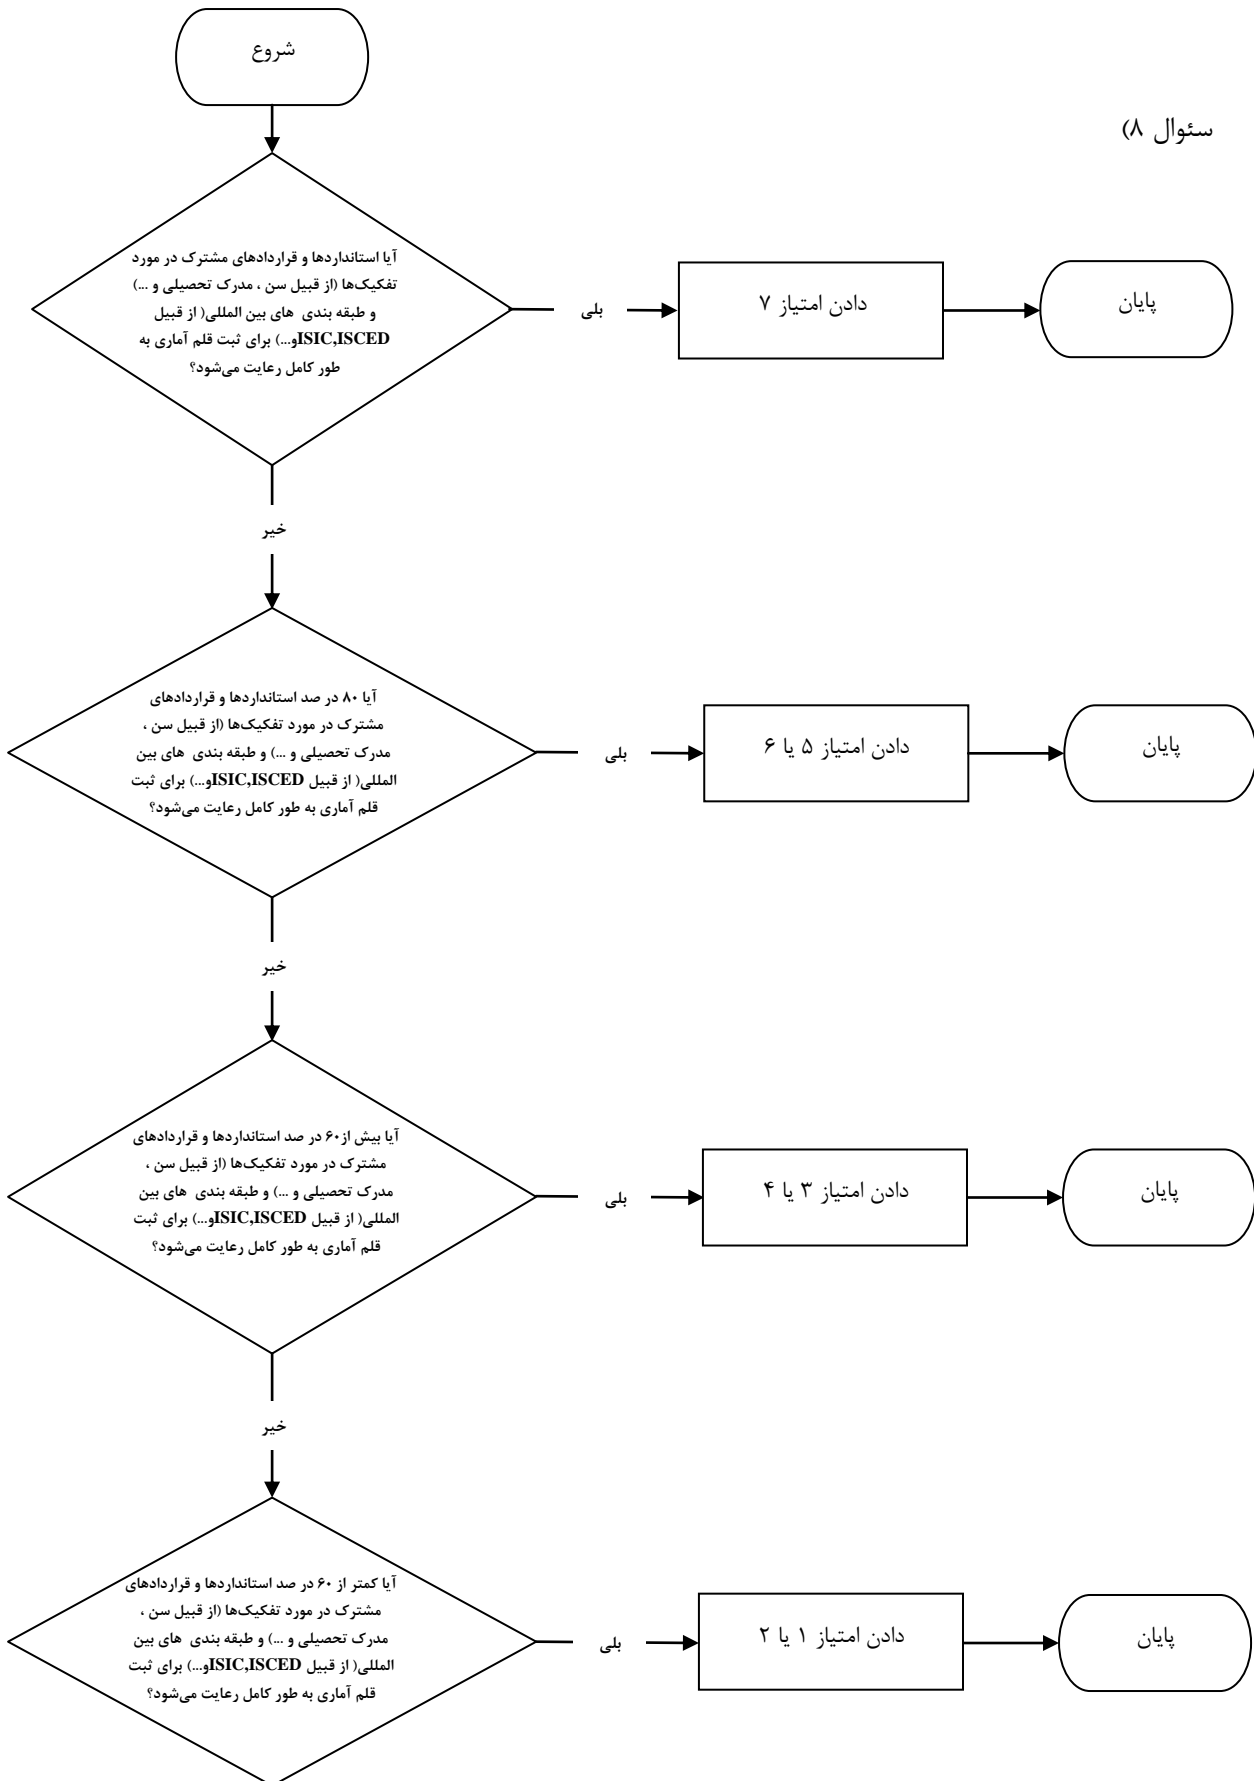 شروع
سئوال ۸)
آیا استانداردها و قراردادهای مشترک در مورد
تفکیک‌ها (از قبیل سن ، مدرک تحصیلی و ...)
و طبقه بندی های بین المللی( از قبیل
ISIC,ISCEDو...) برای ثبت قلم آماری به
طور کامل رعایت می‌شود؟
بلی
دادن امتیاز ۷
پایان
خیر
آیا ۸۰ در صد استانداردها و قراردادهای
مشترک در مورد تفکیک‌ها (از قبیل سن ،
مدرک تحصیلی و ...) و طبقه بندی های بین
المللی( از قبیل ISIC,ISCEDو...) برای ثبت
قلم آماری به طور کامل رعایت می‌شود؟
بلی
دادن امتیاز ۵ یا ۶
پایان
خیر
آیا بیش از۶۰ در صد استانداردها و قراردادهای
مشترک در مورد تفکیک‌ها (از قبیل سن ،
مدرک تحصیلی و ...) و طبقه بندی های بین
المللی( از قبیل ISIC,ISCEDو...) برای ثبت
قلم آماری به طور کامل رعایت می‌شود؟
بلی
دادن امتیاز ۳ یا ۴
پایان
خیر
آیا کمتر از ۶۰ در صد استانداردها و قراردادهای
مشترک در مورد تفکیک‌ها (از قبیل سن ،
مدرک تحصیلی و ...) و طبقه بندی های بین
المللی( از قبیل ISIC,ISCEDو...) برای ثبت
قلم آماری به طور کامل رعایت می‌شود؟
بلی
دادن امتیاز ۱ یا ۲
پایان